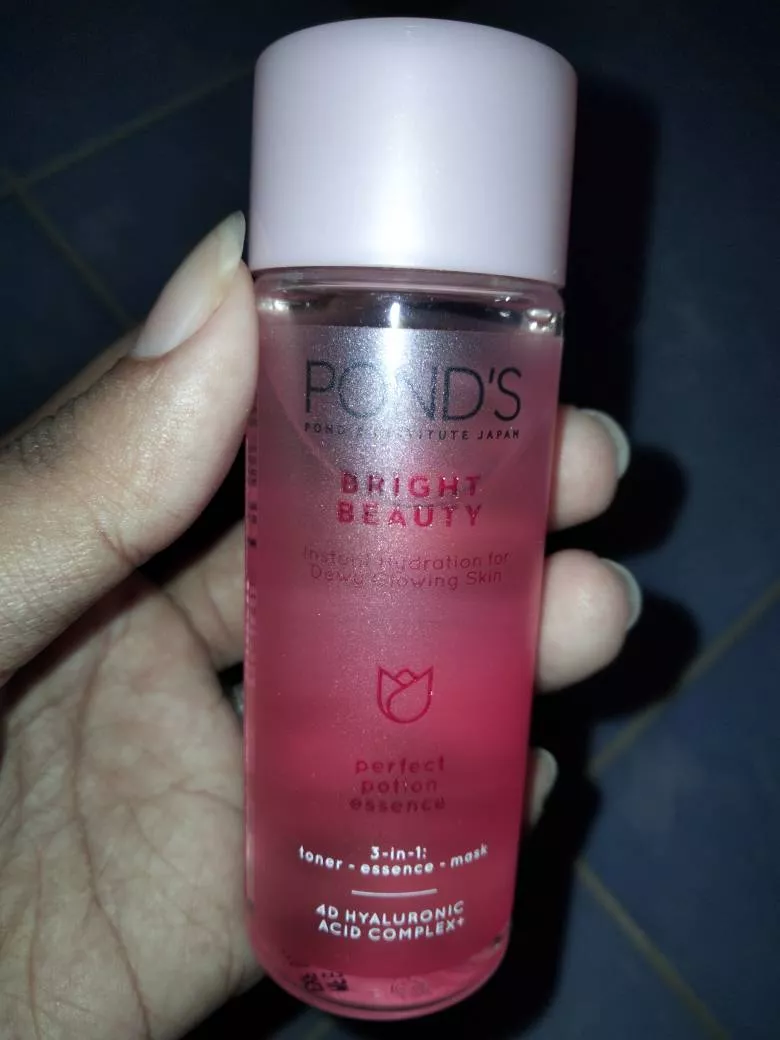 POND'S
POND'S INSTITUTE JAPAN
BRIGHT
BEAUTY
Instant Hydration for
Dewy Glowing Skin
perfect
potion
essence
3-in-1:
toner - essence - mask
4D HYALURONIC
ACID COMPLEX+